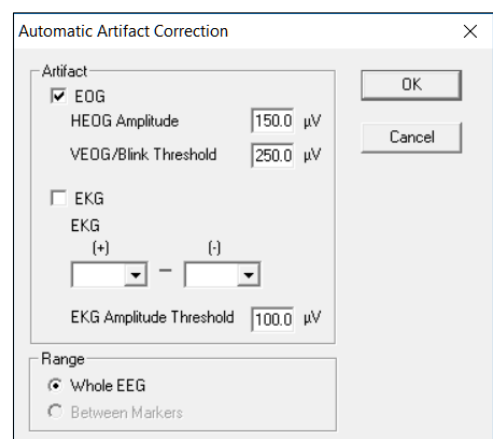 Automatic Artifact Correction
Artifact
EOG
HEOG Amplitude 150.0 µV
VEOG/Blink Threshold 250.0 µV
EKG
EKG
(+) (-)
–
EKG Amplitude Threshold 100.0 µV
Range
Whole EEG
Between Markers
OK
Cancel